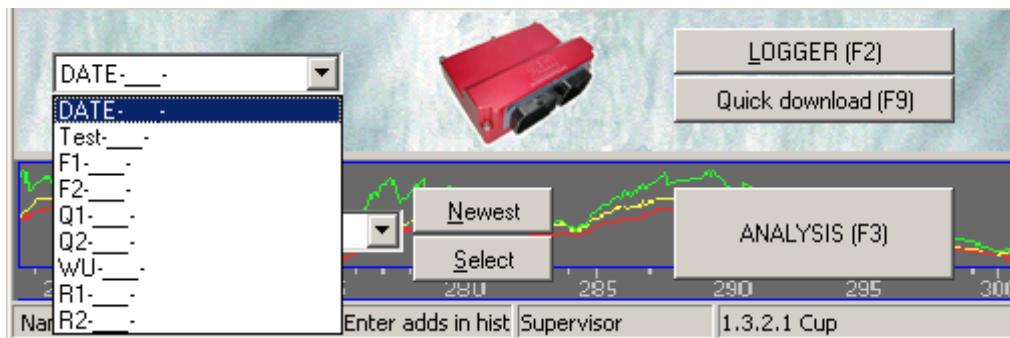 DATE-___-
LOGGER (F2)
Quick download (F9)
DATE-___-
Test-___-
F1-___-
F2-___-
Q1-___-
Q2-___-
WU-___-
R1-___-
R2-___-
Newest
Select
ANALYSIS (F3)
280 285 290 295 300
Enter adds in hist Supervisor 1.3.2.1 Cup